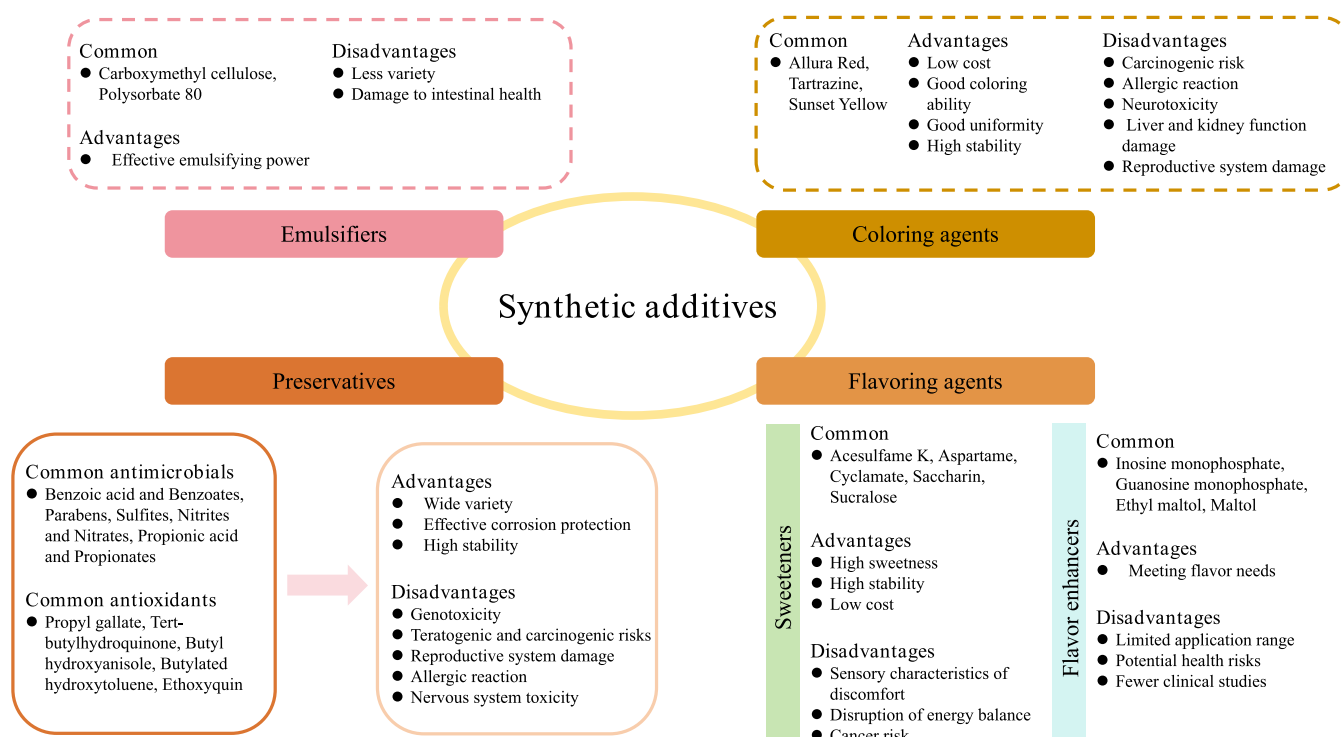 Common
Carboxymethyl cellulose,
Polysorbate 80
Advantages
Effective emulsifying power
Disadvantages
Less variety
Damage to intestinal health
Common
Allura Red,
Tartrazine,
Sunset Yellow
Advantages
Low cost
Good coloring
ability
Good uniformity
High stability
Disadvantages
Carcinogenic risk
Allergic reaction
Neurotoxicity
Liver and kidney function
damage
Reproductive system damage
Emulsifiers
Coloring agents
Synthetic additives
Preservatives
Flavoring agents
Common antimicrobials
Benzoic acid and Benzoates,
Parabens, Sulfites, Nitrites
and Nitrates, Propionic acid
and Propionates
Common antioxidants
Propyl gallate, Tert-
butylhydroquinone, Butyl
hydroxyanisole, Butylated
hydroxytoluene, Ethoxyquin
Advantages
Wide variety
Effective corrosion protection
High stability
Disadvantages
Genotoxicity
Teratogenic and carcinogenic risks
Reproductive system damage
Allergic reaction
Nervous system toxicity
Sweeteners
Common
Acesulfame K, Aspartame,
Cyclamate, Saccharin,
Sucralose
Advantages
High sweetness
High stability
Low cost
Disadvantages
Sensory characteristics of
discomfort
Disruption of energy balance
Cancer risk
Flavor enhancers
Common
Inosine monophosphate,
Guanosine monophosphate,
Ethyl maltol, Maltol
Advantages
Meeting flavor needs
Disadvantages
Limited application range
Potential health risks
Fewer clinical studies